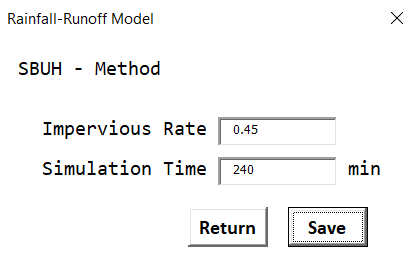 Rainfall-Runoff Model
SBUH - Method
Impervious Rate 0.45
Simulation Time 240 min
Return Save